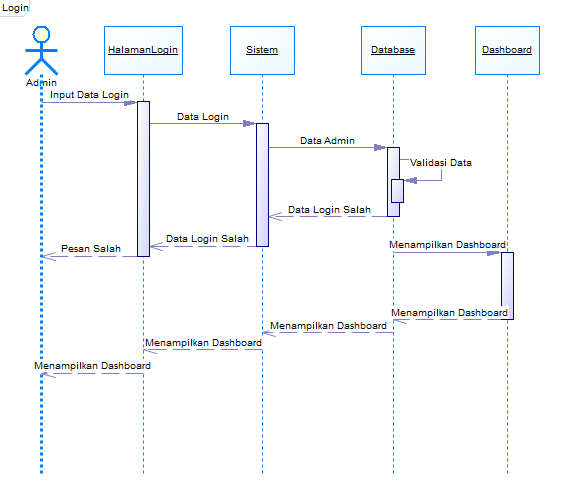 Login
HalamanLogin
Sistem
Database
Dashboard
Admin
Input Data Login
Data Login
Data Admin
Validasi Data
Data Login Salah
Data Login Salah
Pesan Salah
Menampilkan Dashboard
Menampilkan Dashboard
Menampilkan Dashboard
Menampilkan Dashboard
Menampilkan Dashboard